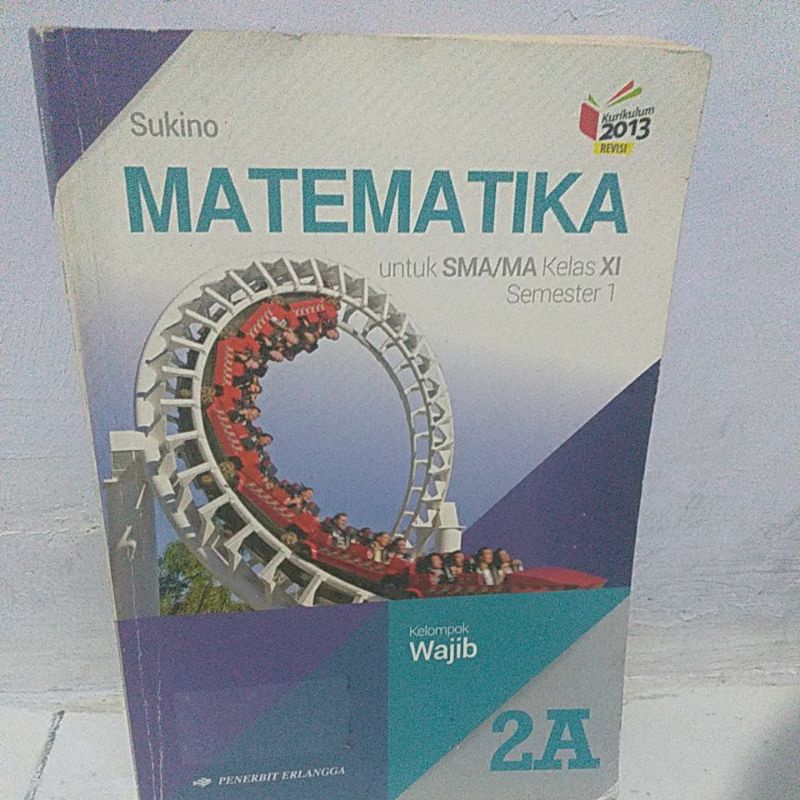 Sukino
Kurikulum
2013
REVISI
MATEMATIKA
untuk SMA/MA Kelas XI
Semester 1
Kelompok
Wajib
2A
PENERBIT ERLANGGA